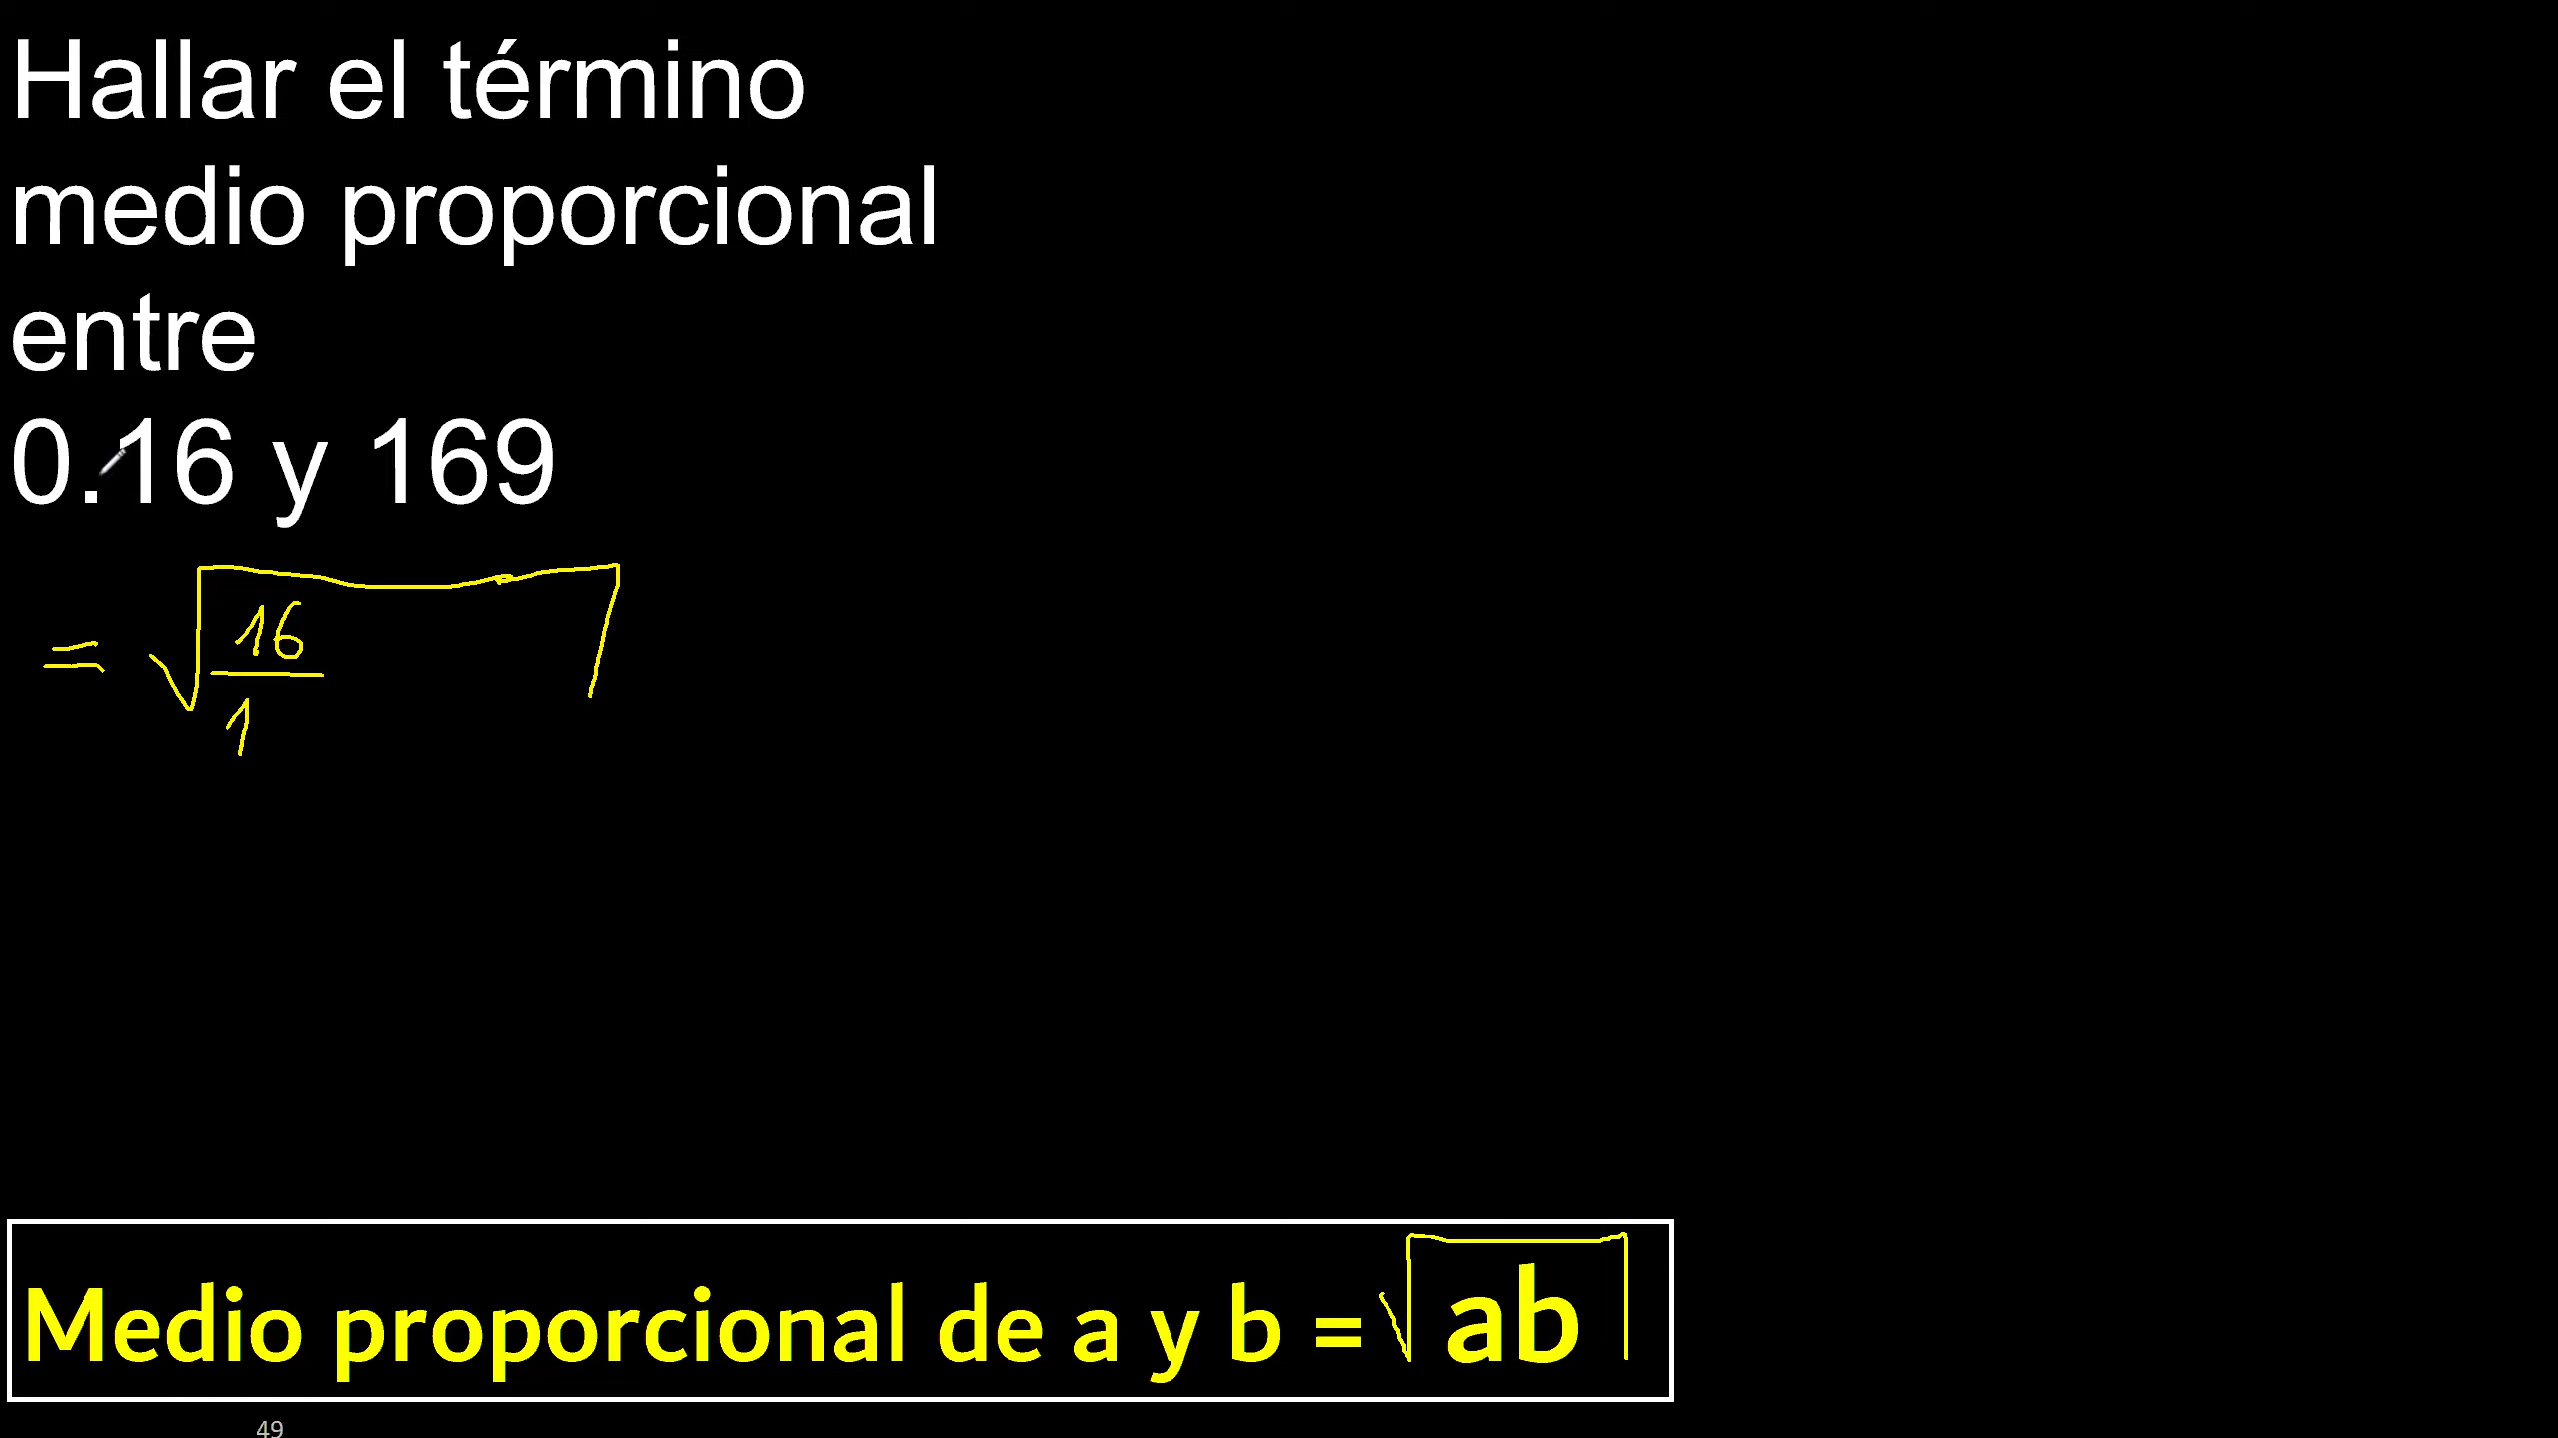 Hallar el término
medio proporcional
entre
0.16 y 169
= √16/1
Medio proporcional de a y b = √ab
49